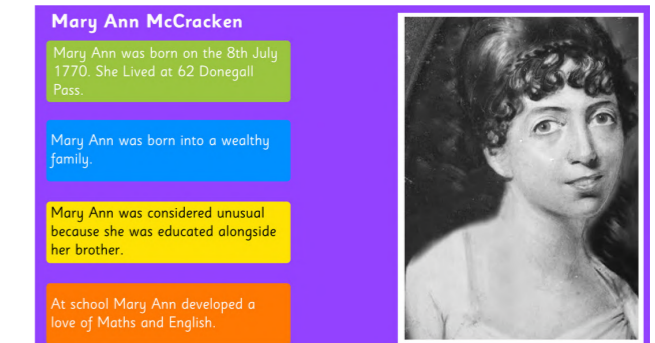 Mary Ann McCracken
Mary Ann was born on the 8th July
1770. She Lived at 62 Donegall
Pass.
Mary Ann was born into a wealthy
family.
Mary Ann was considered unusual
because she was educated alongside
her brother.
At school Mary Ann developed a
love of Maths and English.